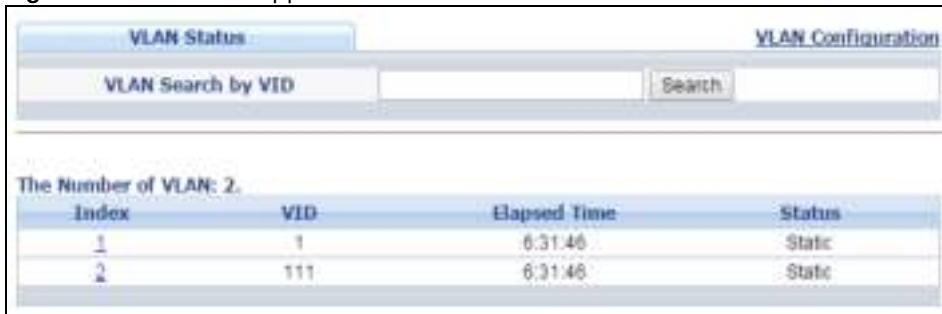 VLAN Status VLAN Configuration
VLAN Search by VID Search
The Number of VLAN: 2.
Index VID Elapsed Time Status
1 1 6:31:46 Static
2 111 6:31:46 Static